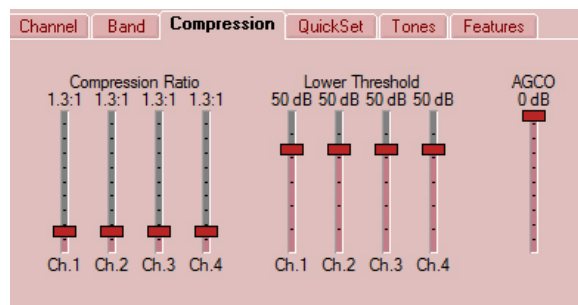 Channel Band Compression QuickSet Tones Features
Compression Ratio Lower Threshold AGCO
1.3:1 1.3:1 1.3:1 1.3:1 50 dB 50 dB 50 dB 50 dB 0 dB
Ch.1 Ch.2 Ch.3 Ch.4 Ch.1 Ch.2 Ch.3 Ch.4